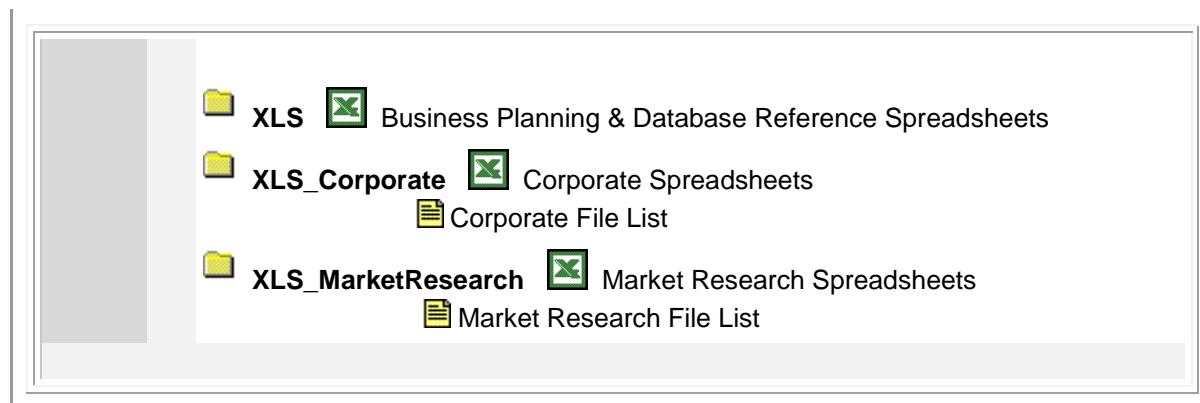 XLS Business Planning & Database Reference Spreadsheets
XLS_Corporate Corporate Spreadsheets
Corporate File List
XLS_MarketResearch Market Research Spreadsheets
Market Research File List